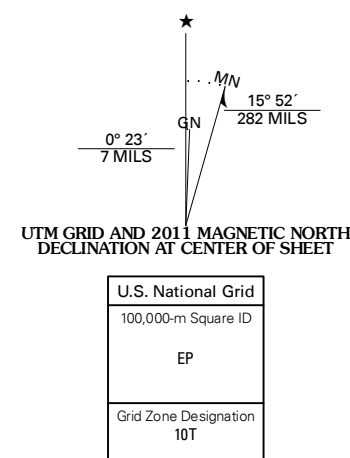 ★
MN
15° 52´
282 MILS
GN
0° 23´
7 MILS
UTM GRID AND 2011 MAGNETIC NORTH
DECLINATION AT CENTER OF SHEET
U.S. National Grid
100,000-m Square ID
EP
Grid Zone Designation
10T